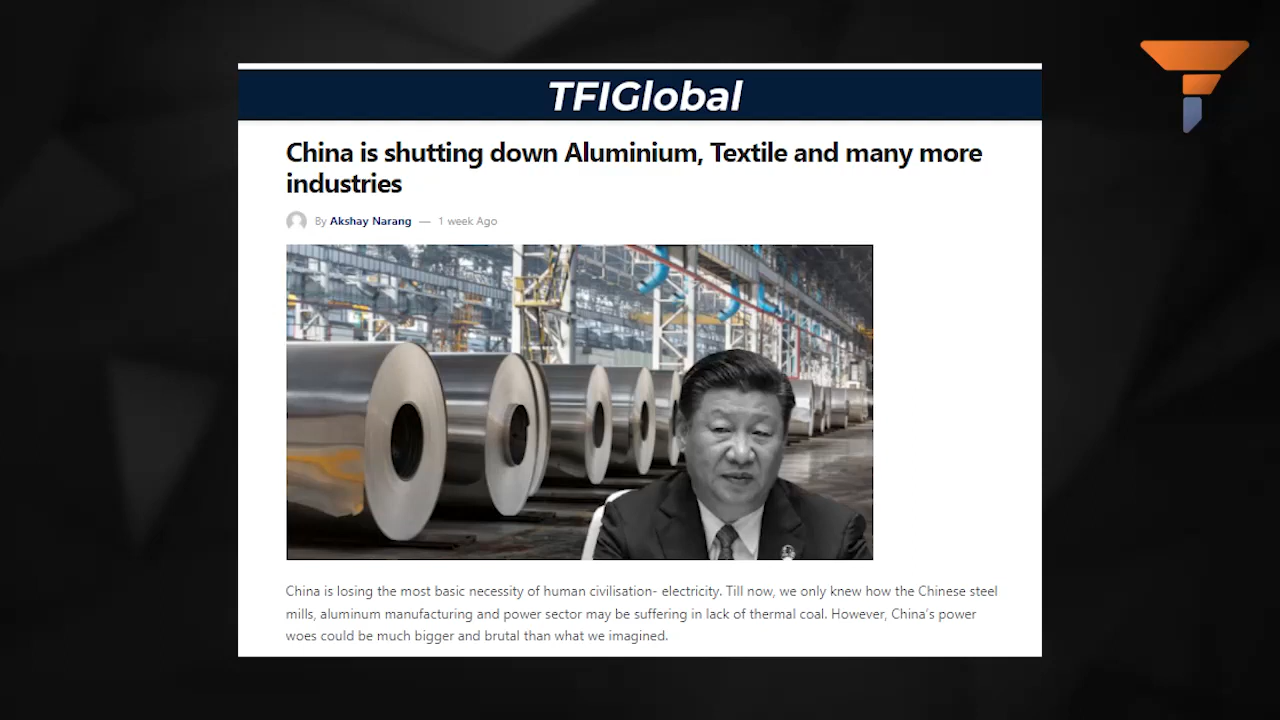 TFIGlobal
China is shutting down Aluminium, Textile and many more
industries
By Akshay Narang — 1 week Ago
China is losing the most basic necessity of human civilisation- electricity. Till now, we only knew how the Chinese steel
mills, aluminum manufacturing and power sector may be suffering in lack of thermal coal. However, China's power
woes could be much bigger and brutal than what we imagined.